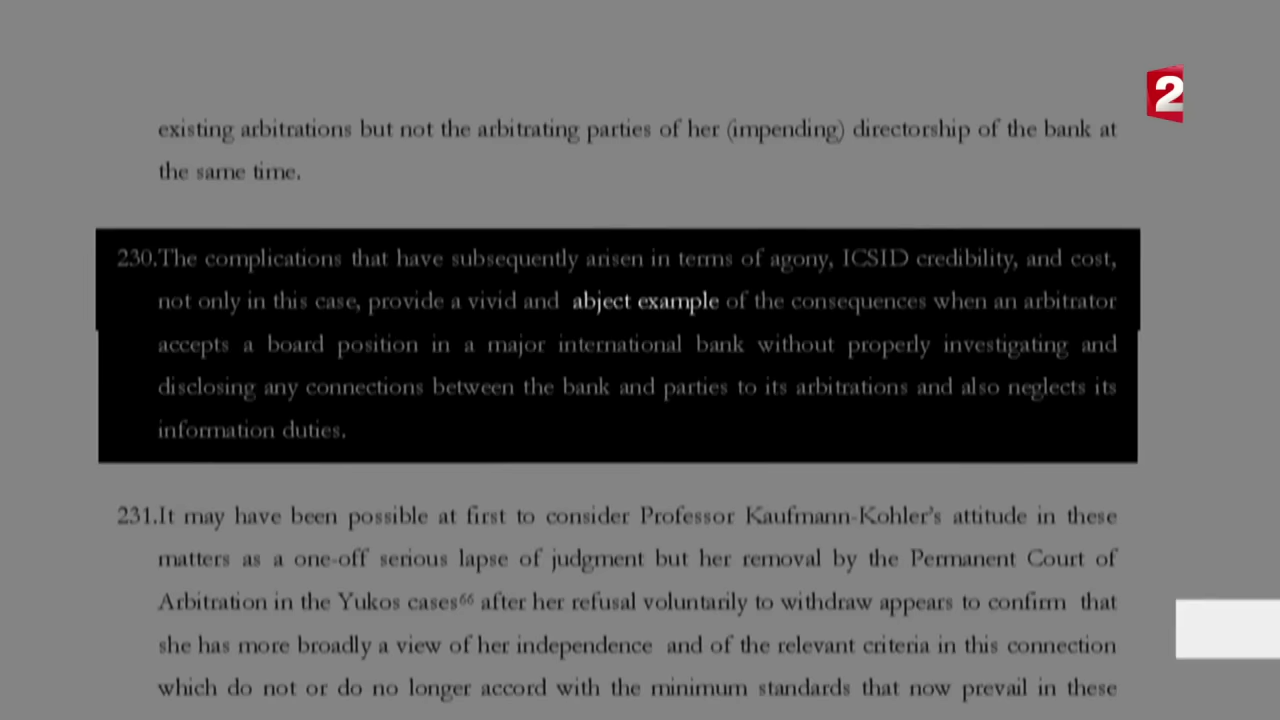 2
existing arbitrations but not the arbitrating parties of her (impending) directorship of the bank at
the same time.
230.The complications that have subsequently arisen in terms of agony, ICSID credibility, and cost,
not only in this case, provide a vivid and abject example of the consequences when an arbitrator
accepts a board position in a major international bank without properly investigating and
disclosing any connections between the bank and parties to its arbitrations and also neglects its
information duties.
231.It may have been possible at first to consider Professor Kaufmann-Kohler's attitude in these
matters as a one-off serious lapse of judgment but her removal by the Permanent Court of
Arbitration in the Yukos cases66 after her refusal voluntarily to withdraw appears to confirm that
she has more broadly a view of her independence and of the relevant criteria in this connection
which do not or do no longer accord with the minimum standards that now prevail in these